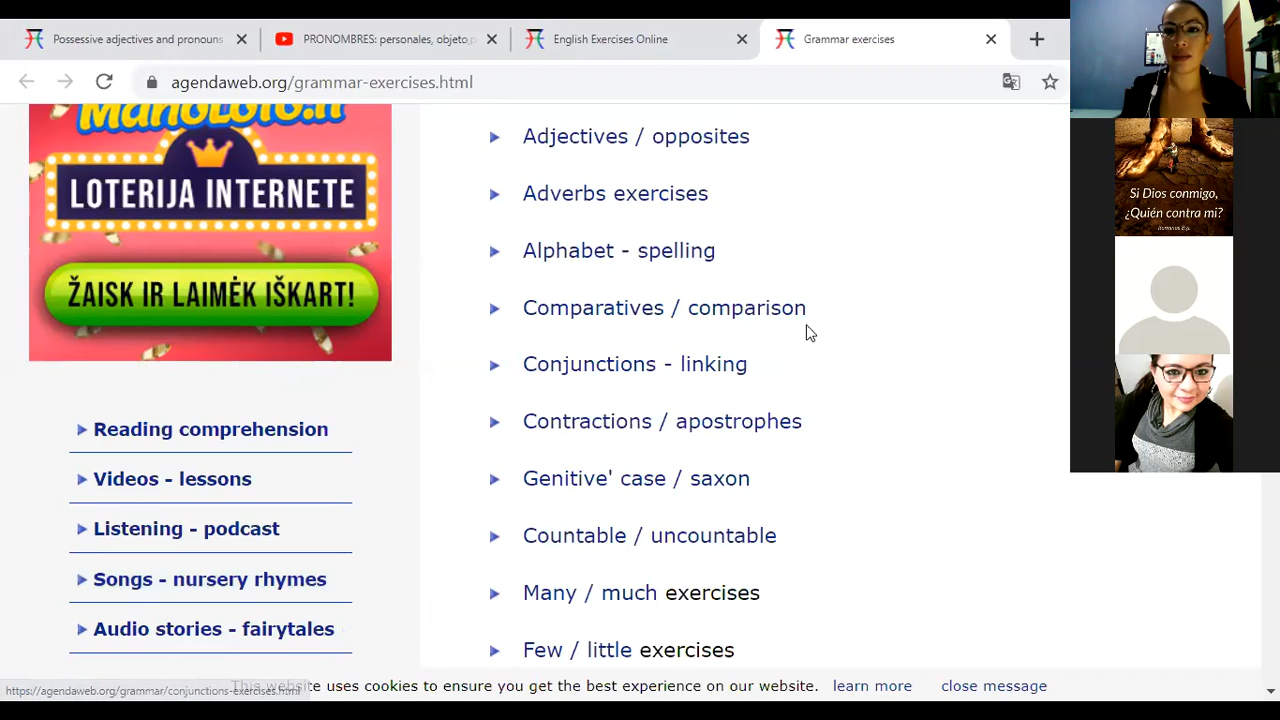 Possessive adjectives and pronouns
PRONOMBRES: personales, objeto, p
English Exercises Online
Grammar exercises
agendaweb.org/grammar-exercises.html
LOTERIJA INTERNETE
ŽAISK IR LAIMĖK IŠKART!
Reading comprehension
Videos - lessons
Listening - podcast
Songs - nursery rhymes
Audio stories - fairytales
Adjectives / opposites
Adverbs exercises
Alphabet - spelling
Comparatives / comparison
Conjunctions - linking
Contractions / apostrophes
Genitive' case / saxon
Countable / uncountable
Many / much exercises
Few / little exercises
https://agendaweb.org/grammar/conjunctions-exercises.html
uses cookies to ensure you get the best experience on our website. learn more close message
Si Dios conmigo,
¿Quién contra mi?